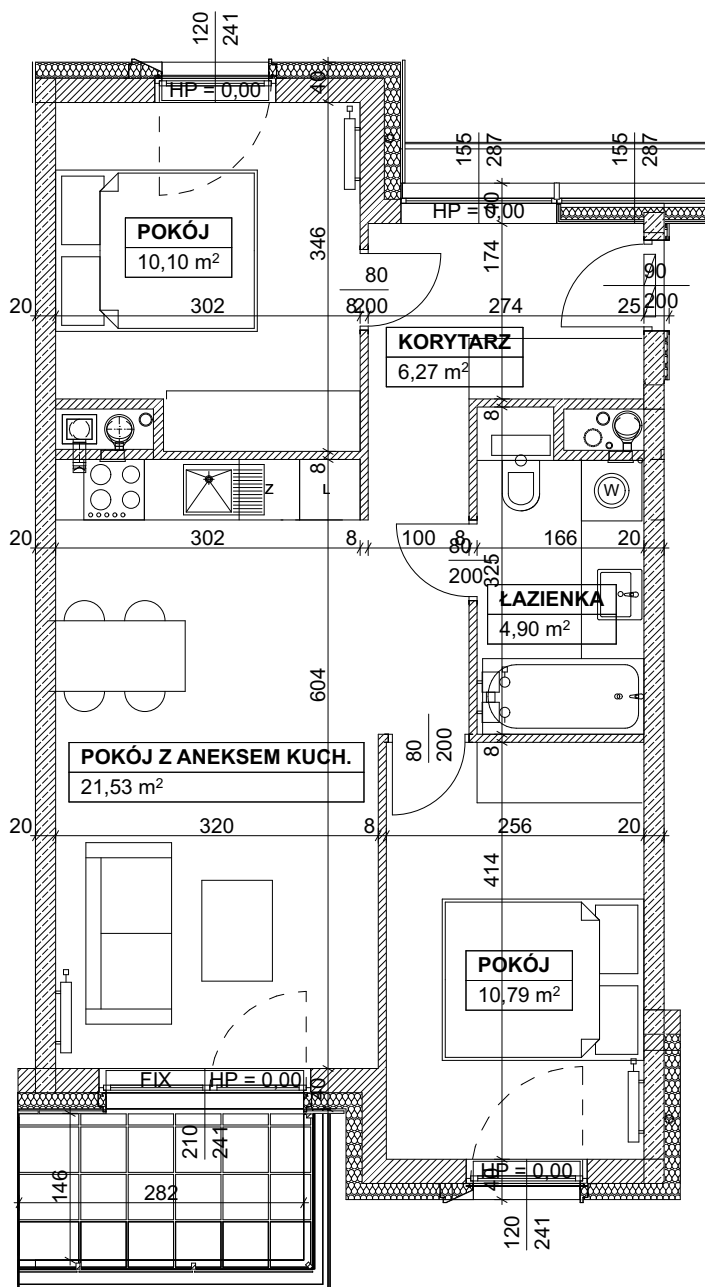 120
241
HP = 0,00
40
155
287
155
287
HP = 0,00
40
POKÓJ
10,10 m²
346
174
80
200
90
200
20
302
8
274
25
KORYTARZ
6,27 m²
8
8
Z
L
W
20
302
8
100
8
166
20
80
200
325
ŁAZIENKA
4,90 m²
604
80
200
8
POKÓJ Z ANEKSEM KUCH.
21,53 m²
20
320
8
256
20
414
POKÓJ
10,79 m²
FIX
HP = 0,00
40
210
241
146
282
HP = 0,00
40
120
241